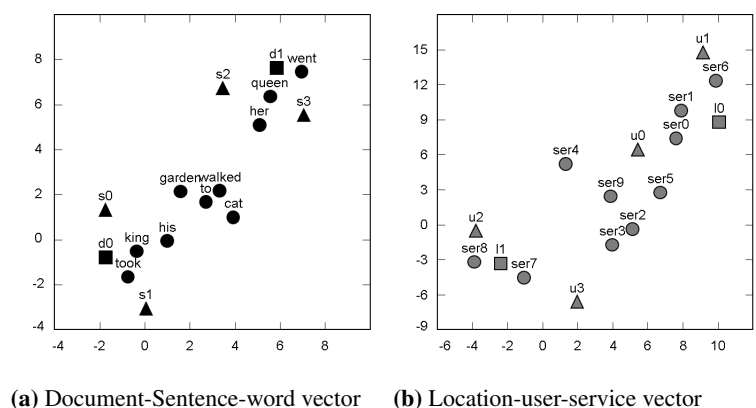 8
6
4
2
0
-2
-4
-4 -2 0 2 4 6 8
d1
went
s2
queen
s3
her
garden walked
to
cat
s0
his
king
d0
took
s1
(a) Document-Sentence-word vector
15
12
9
6
3
0
-3
-6
-9
-6 -4 -2 0 2 4 6 8 10
u1
ser6
ser1
l0
ser0
u0
ser4
ser9
ser5
u2
ser2
ser3
ser8
l1
ser7
u3
(b) Location-user-service vector